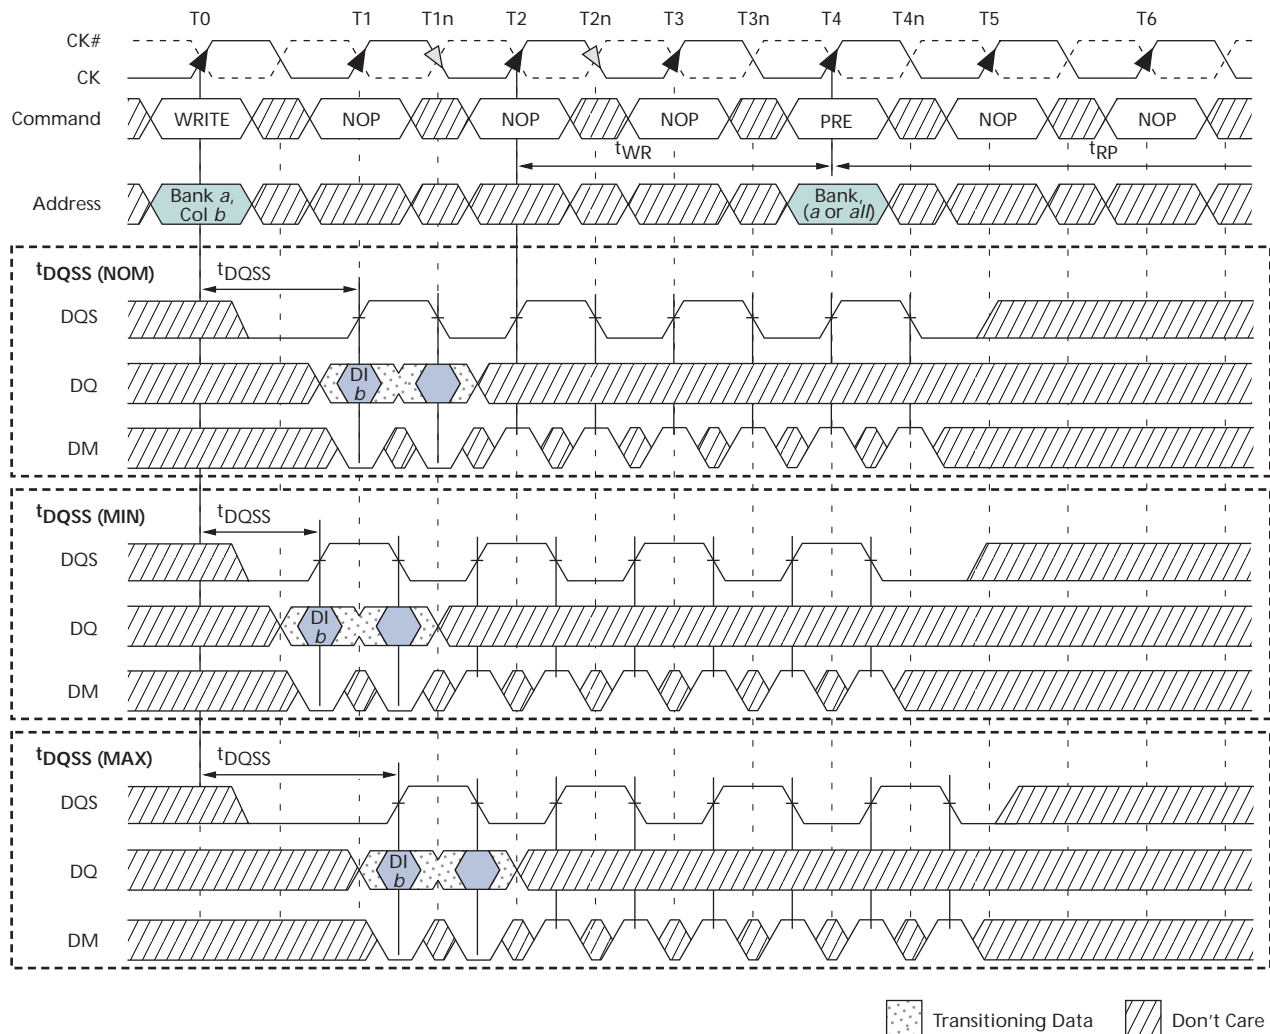 T0 T1 T1n T2 T2n T3 T3n T4 T4n T5 T6
CK#
CK
Command WRITE NOP NOP NOP PRE NOP NOP
tWR tRP
Address Bank a, Col b Bank, (a or all)
tDQSS (NOM) tDQSS
DQS
DQ DI b
DM
tDQSS (MIN) tDQSS
DQS
DQ DI b
DM
tDQSS (MAX) tDQSS
DQS
DQ DI b
DM
Transitioning Data Don't Care